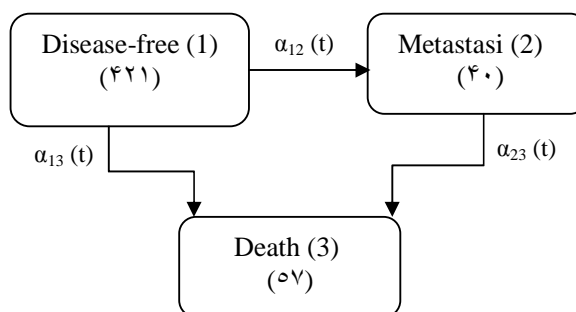 Disease-free (1)
(۴۲۱)
α12 (t)
Metastasi (2)
(۴۰)
α13 (t)
α23 (t)
Death (3)
(۵۷)